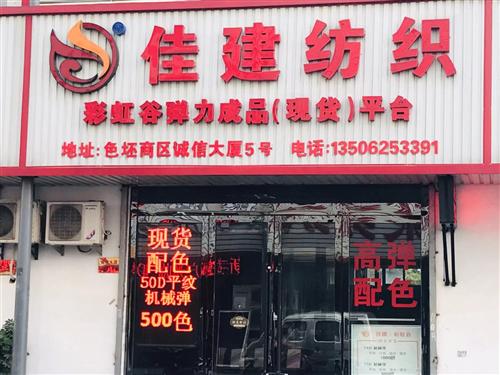 佳建纺织
彩虹谷弹力成品(现货)平台
地址:色坯商区诚信大厦5号 电话:13506253391
现货
配色
50D平纹
机械弹
500色
高弹
配色